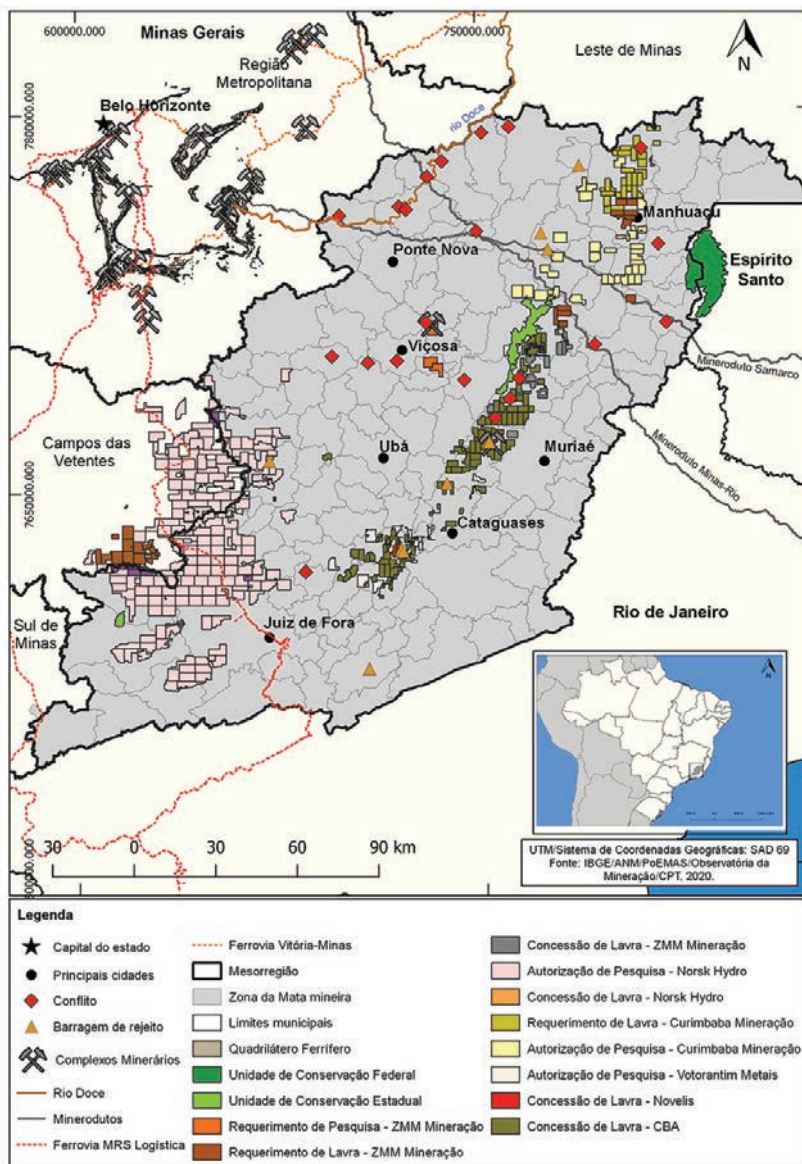 600000.000
750000.000
Minas Gerais
Região
Metropolitana
Leste de Minas
N
Belo Horizonte
7800000.000
rio Doce
Manhuaçu
Ponte Nova
Espírito
Santo
Viçosa
Mineroduto Samarco
Campos das
Vetentes
Ubá
Muriaé
Mineroduto Minas-Rio
7650000.000
Cataguases
Rio de Janeiro
Sul de
Minas
Juiz de Fora
N
30 0 30 60 90 km
UTM/Sistema de Coordenadas Geográficas: SAD 69
Fonte: IBGE/ANM/PoEMAS/Observatória da
Mineração/CPT, 2020.
Legenda
Capital do estado
Principais cidades
Conflito
Barragem de rejeito
Complexos Minerários
Rio Doce
Minerodutos
Ferrovia MRS Logística
Ferrovia Vitória-Minas
Mesorregião
Zona da Mata mineira
Limites municipais
Quadrilátero Ferrífero
Unidade de Conservação Federal
Unidade de Conservação Estadual
Requerimento de Pesquisa - ZMM Mineração
Requerimento de Lavra - ZMM Mineração
Concessão de Lavra - ZMM Mineração
Autorização de Pesquisa - Norsk Hydro
Concessão de Lavra - Norsk Hydro
Requerimento de Lavra - Curimbaba Mineração
Autorização de Pesquisa - Curimbaba Mineração
Autorização de Pesquisa - Votorantim Metais
Concessão de Lavra - Novelis
Concessão de Lavra - CBA